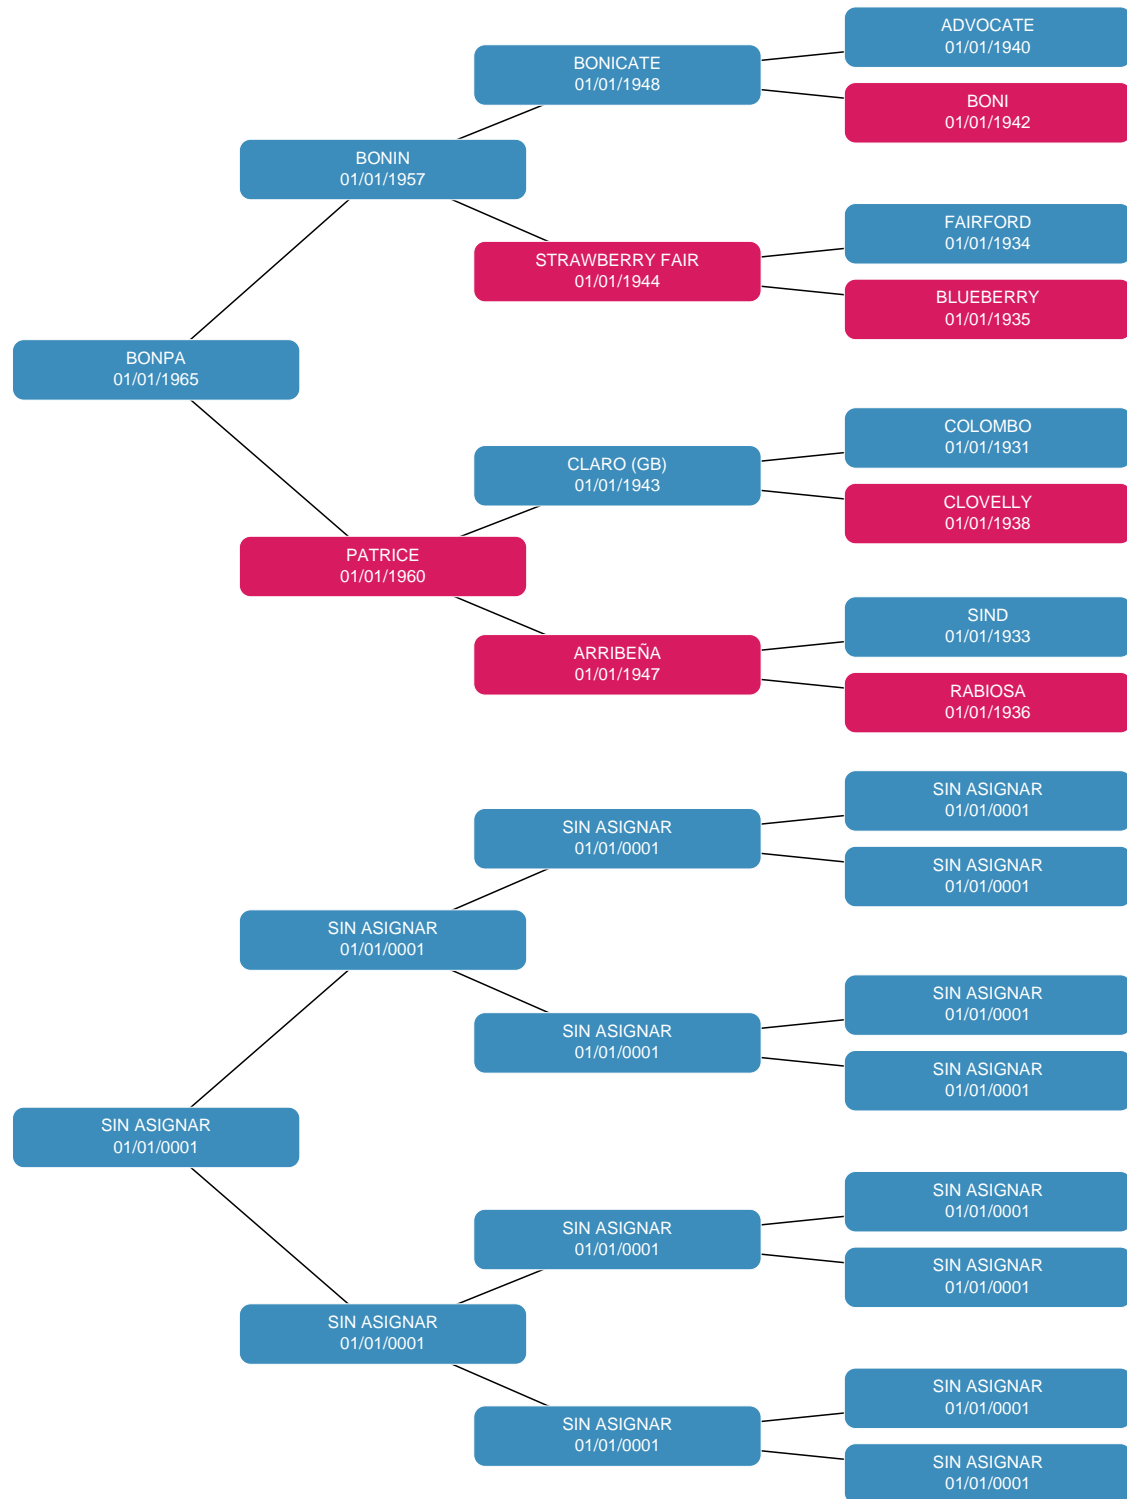 ADVOCATE
01/01/1940
BONICATE
01/01/1948
BONI
01/01/1942
BONIN
01/01/1957
FAIRFORD
01/01/1934
STRAWBERRY FAIR
01/01/1944
BLUEBERRY
01/01/1935
BONPA
01/01/1965
COLOMBO
01/01/1931
CLARO (GB)
01/01/1943
CLOVELLY
01/01/1938
PATRICE
01/01/1960
SIND
01/01/1933
ARRIBEÑA
01/01/1947
RABIOSA
01/01/1936
SIN ASIGNAR
01/01/0001
SIN ASIGNAR
01/01/0001
SIN ASIGNAR
01/01/0001
SIN ASIGNAR
01/01/0001
SIN ASIGNAR
01/01/0001
SIN ASIGNAR
01/01/0001
SIN ASIGNAR
01/01/0001
SIN ASIGNAR
01/01/0001
SIN ASIGNAR
01/01/0001
SIN ASIGNAR
01/01/0001
SIN ASIGNAR
01/01/0001
SIN ASIGNAR
01/01/0001
SIN ASIGNAR
01/01/0001
SIN ASIGNAR
01/01/0001
SIN ASIGNAR
01/01/0001